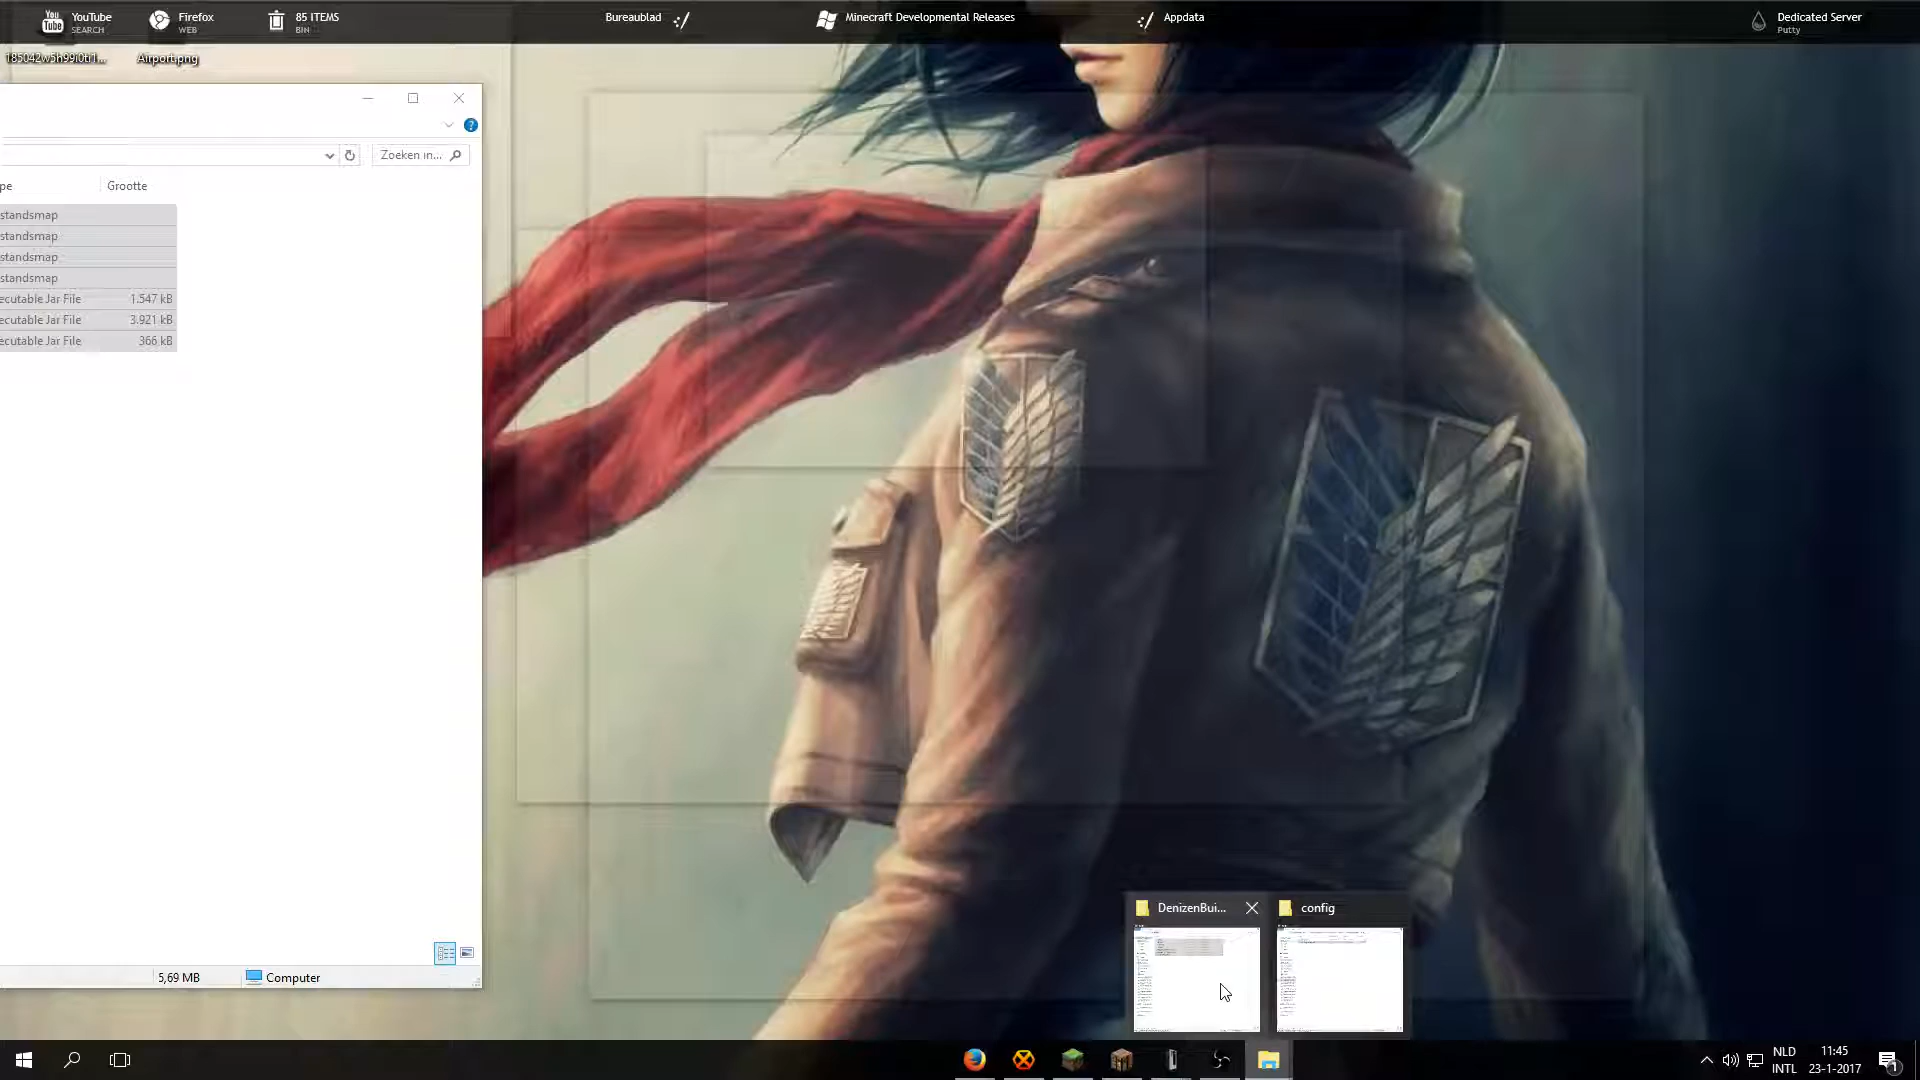 YouTube
SEARCH
Firefox
WEB
85 ITEMS
BIN
Bureaublad
Minecraft Developmental Releases
Appdata
Dedicated Server
Putty
Airport.png
Zoeken in...
pe
Grootte
standsmap
standsmap
standsmap
standsmap
ecutable Jar File 1.547 kB
ecutable Jar File 3.921 kB
ecutable Jar File 366 kB
5,69 MB
Computer
DenizenBui...
config
NLD
INTL
11:45
23-1-2017